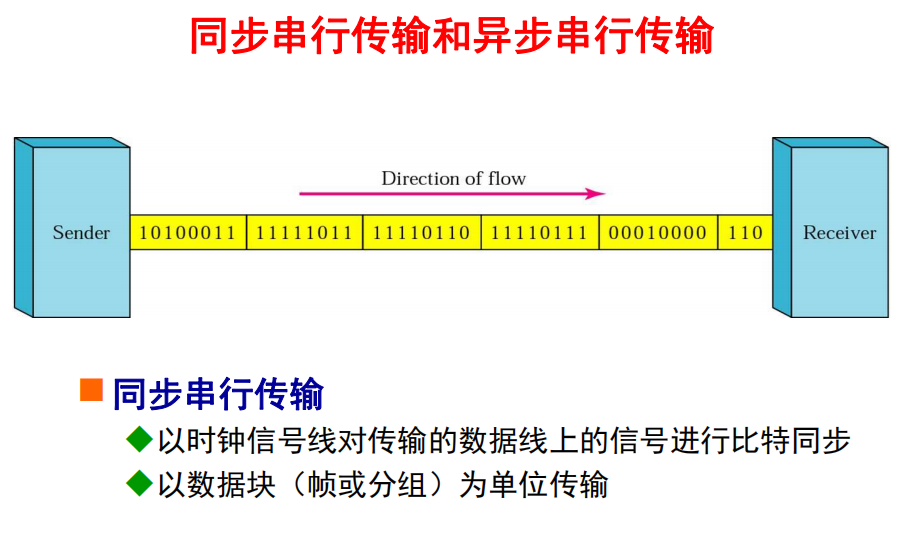 同步串行传输和异步串行传输
Direction of flow
Sender 10100011 11111011 11110110 11110111 00010000 110 Receiver
同步串行传输
以时钟信号线对传输的数据线上的信号进行比特同步
以数据块（帧或分组）为单位传输